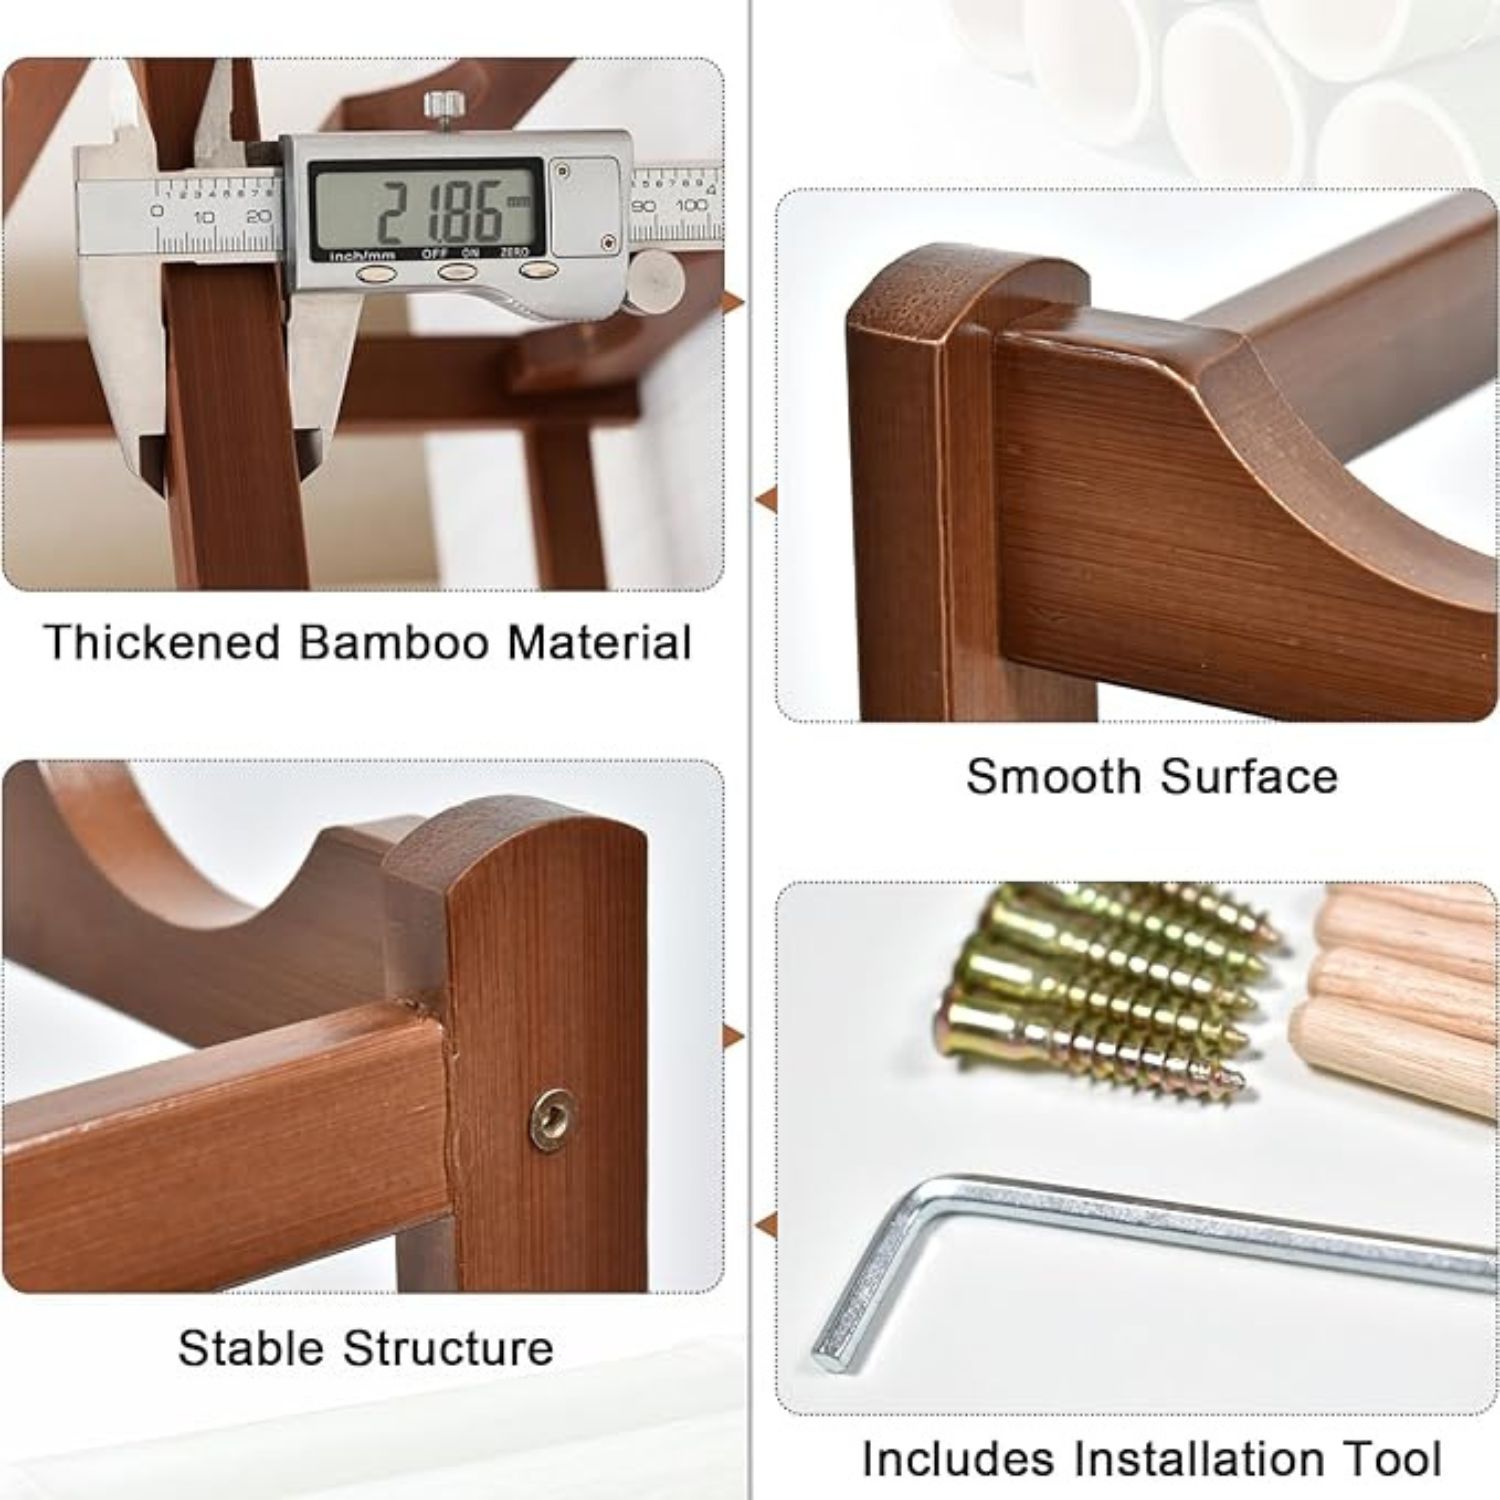 1 2 3 4 5 6 7 8
5 6 7 8 9
0 10 20
90 100
21.86 mm
inch/mm OFF ON ZERO
Thickened Bamboo Material
Smooth Surface
Stable Structure
Includes Installation Tool